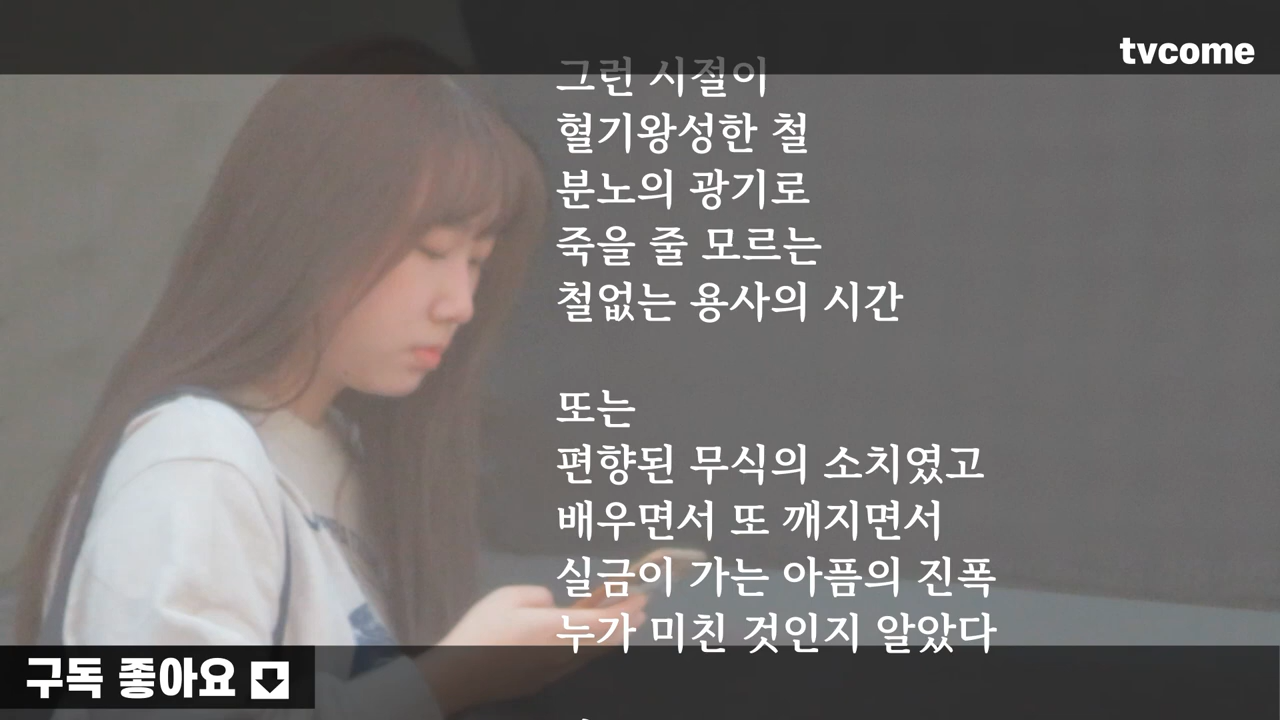 tvcome
그런 시절이
혈기왕성한 철
분노의 광기로
죽을 줄 모르는
철없는 용사의 시간
또는
편향된 무식의 소치였고
배우면서 또 깨지면서
실금이 가는 아픔의 진폭
누가 미친 것인지 알았다
구독 좋아요